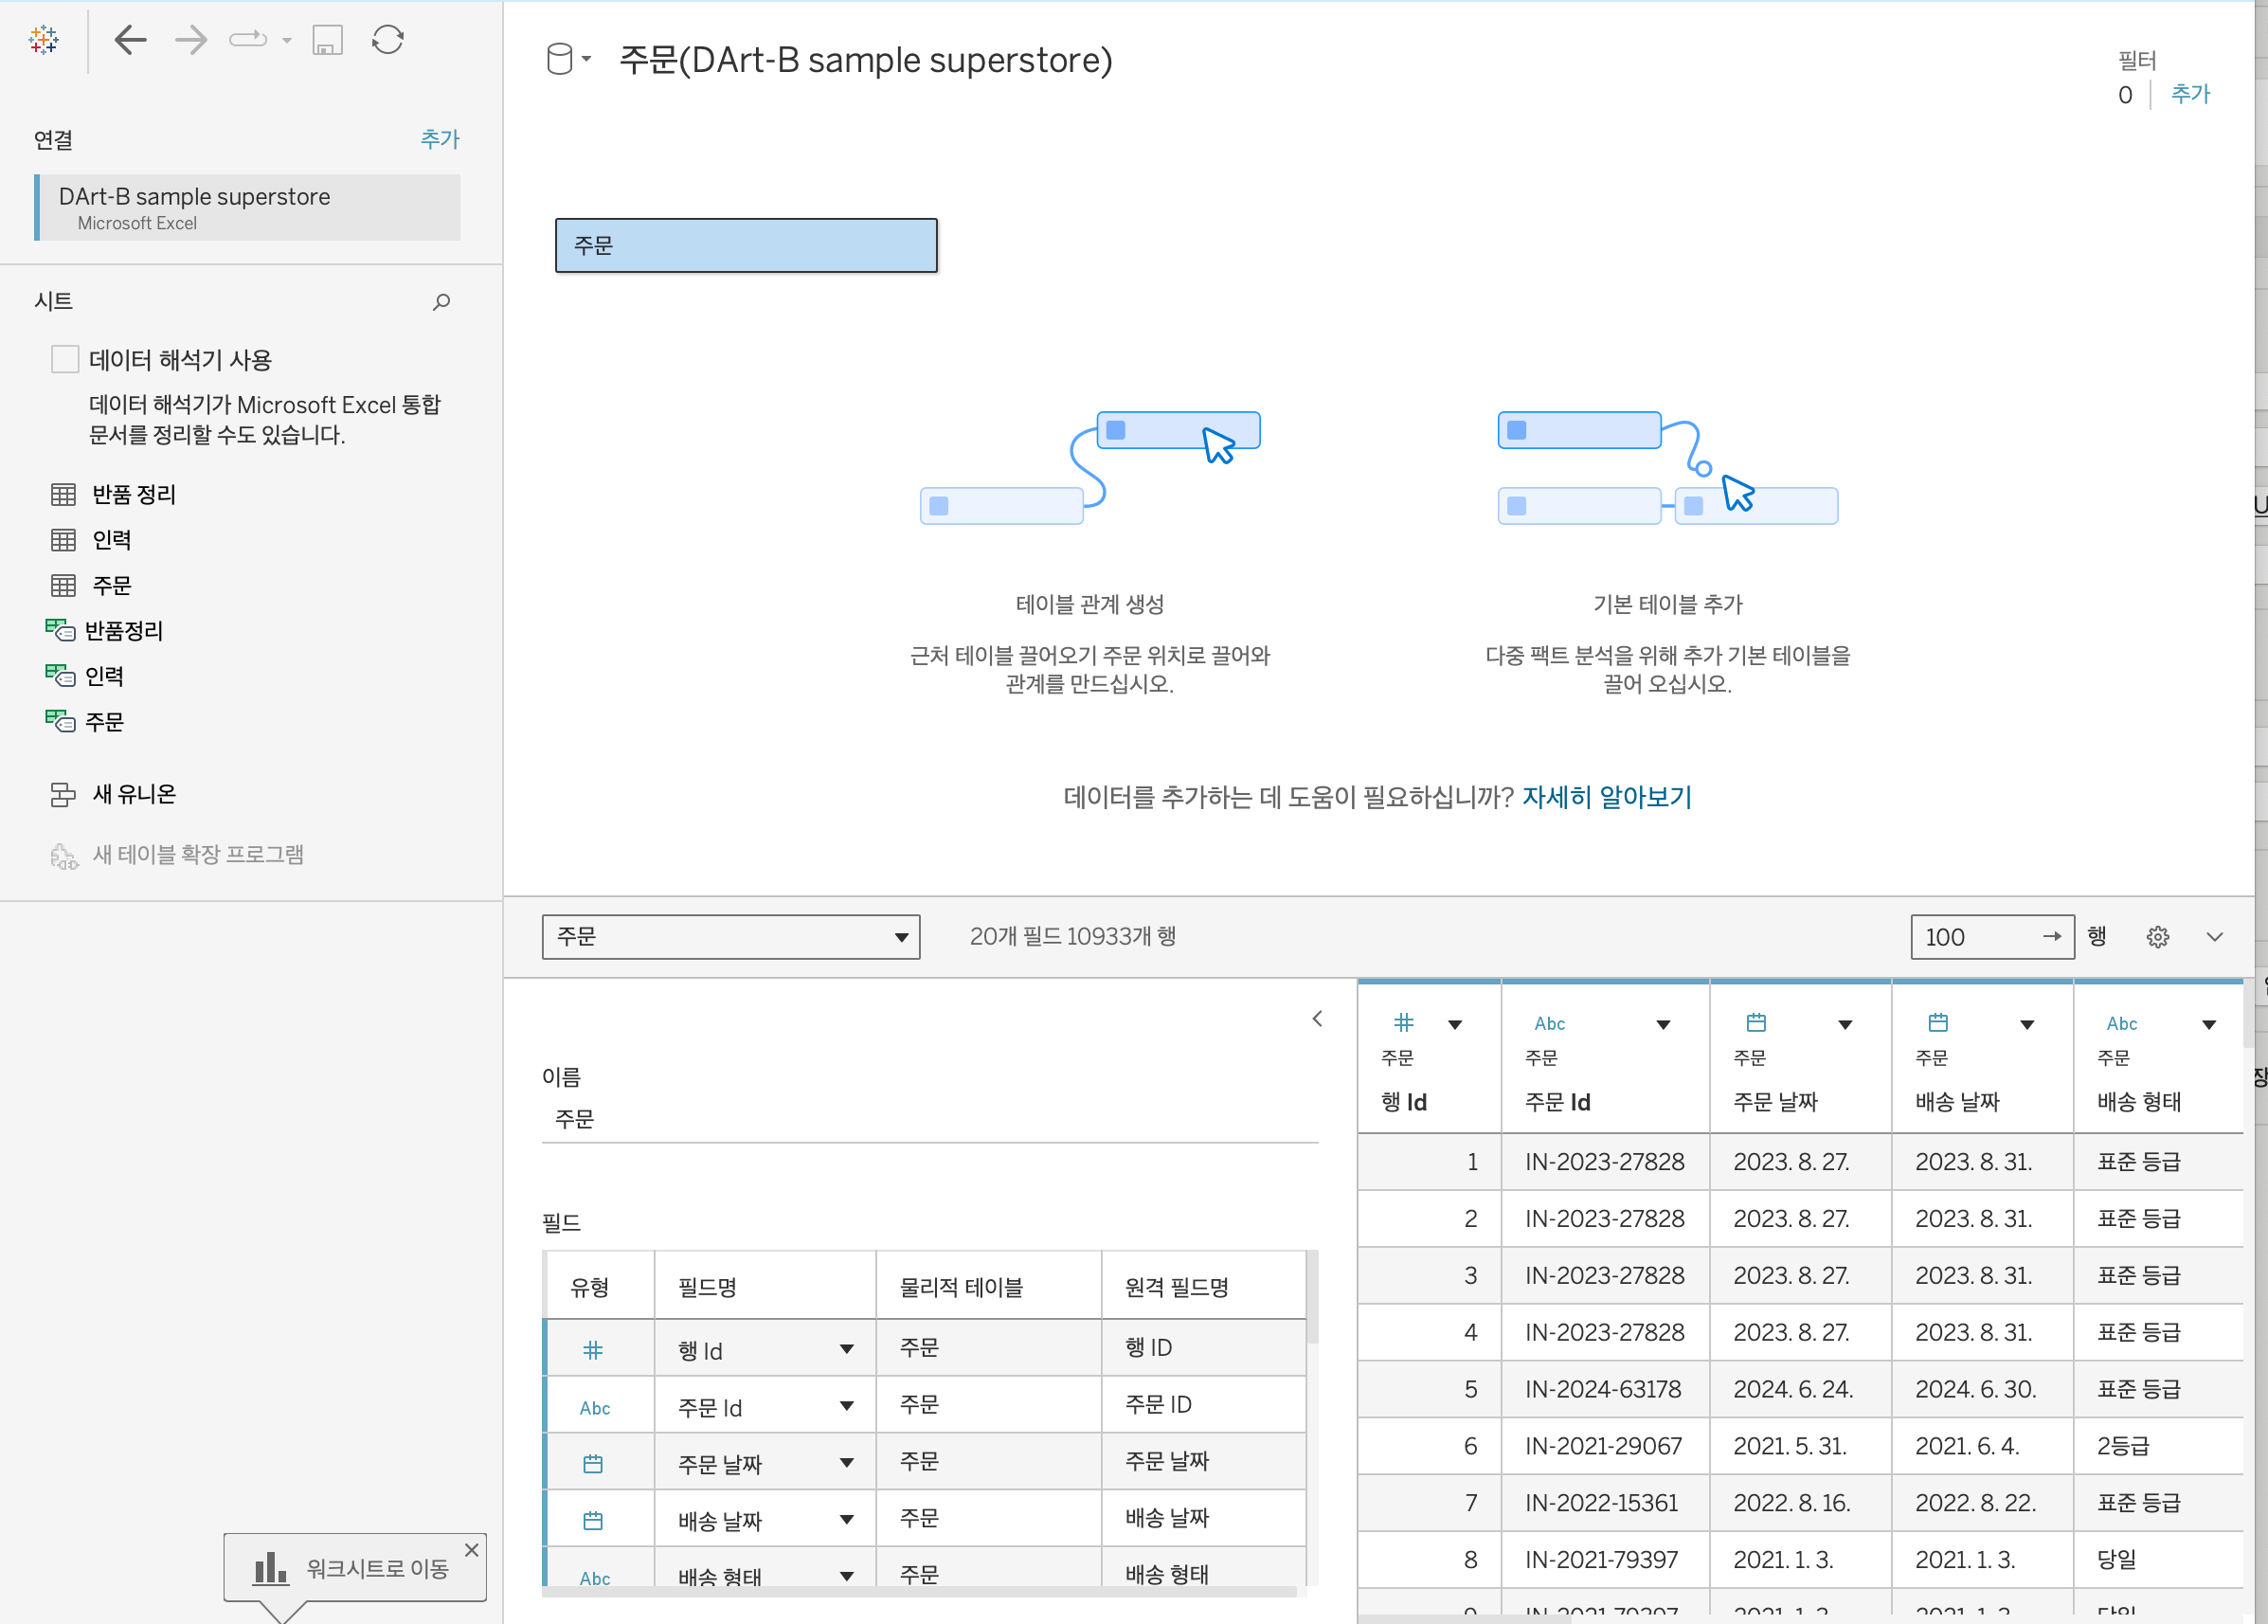 주문(DArt-B sample superstore)
필터
0
추가
연결
추가
DArt-B sample superstore
Microsoft Excel
시트
데이터 해석기 사용
데이터 해석기가 Microsoft Excel 통합
문서를 정리할 수도 있습니다.
반품 정리
인력
주문
반품정리
인력
주문
새 유니온
새 테이블 확장 프로그램
주문
테이블 관계 생성
근처 테이블 끌어오기 주문 위치로 끌어와
관계를 만드십시오.
기본 테이블 추가
다중 팩트 분석을 위해 추가 기본 테이블을
끌어 오십시오.
데이터를 추가하는 데 도움이 필요하십니까? 자세히 알아보기
주문
20개 필드 10933개 행
100
행
이름
주문
필드
유형 필드명 물리적 테이블 원격 필드명
행 Id 주문 행 ID
Abc 주문 Id 주문 주문 ID
주문 날짜 주문 주문 날짜
배송 날짜 주문 배송 날짜
Abc 배송 형태 주문 배송 형태
Abc Abc
주문 주문 주문 주문 주문
행 Id 주문 Id 주문 날짜 배송 날짜 배송 형태
1 IN-2023-27828 2023. 8. 27. 2023. 8. 31. 표준 등급
2 IN-2023-27828 2023. 8. 27. 2023. 8. 31. 표준 등급
3 IN-2023-27828 2023. 8. 27. 2023. 8. 31. 표준 등급
4 IN-2023-27828 2023. 8. 27. 2023. 8. 31. 표준 등급
5 IN-2024-63178 2024. 6. 24. 2024. 6. 30. 표준 등급
6 IN-2021-29067 2021. 5. 31. 2021. 6. 4. 2등급
7 IN-2022-15361 2022. 8. 16. 2022. 8. 22. 표준 등급
8 IN-2021-79397 2021. 1. 3. 2021. 1. 3. 당일
9 IN-2021-79397 2021. 1. 3. 2021. 1. 3. 당일
워크시트로 이동